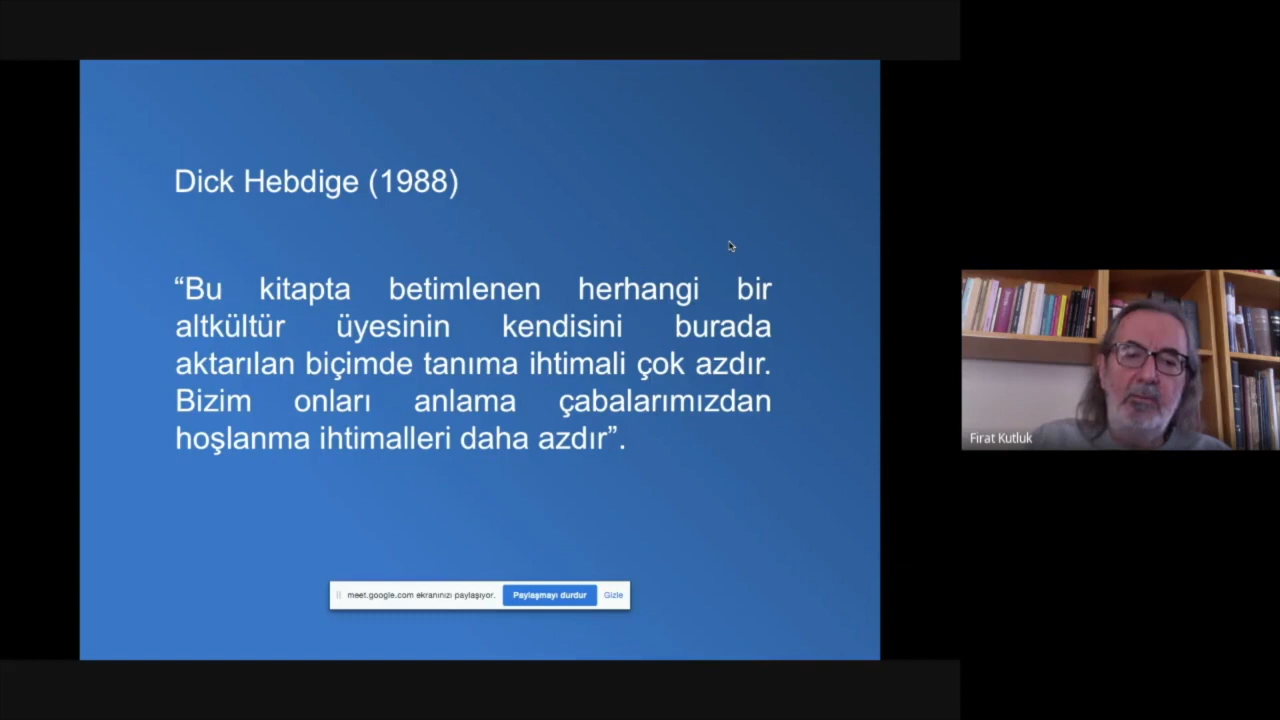 Dick Hebdige (1988)
“Bu kitapta betimlenen herhangi bir
altkültür üyesinin kendisini burada
aktarılan biçimde tanıma ihtimali çok azdır.
Bizim onları anlama çabalarımızdan
hoşlanma ihtimalleri daha azdır”.
meet.google.com ekranınızı paylaşıyor. Paylaşmayı durdur Gizle
Firat Kutluk